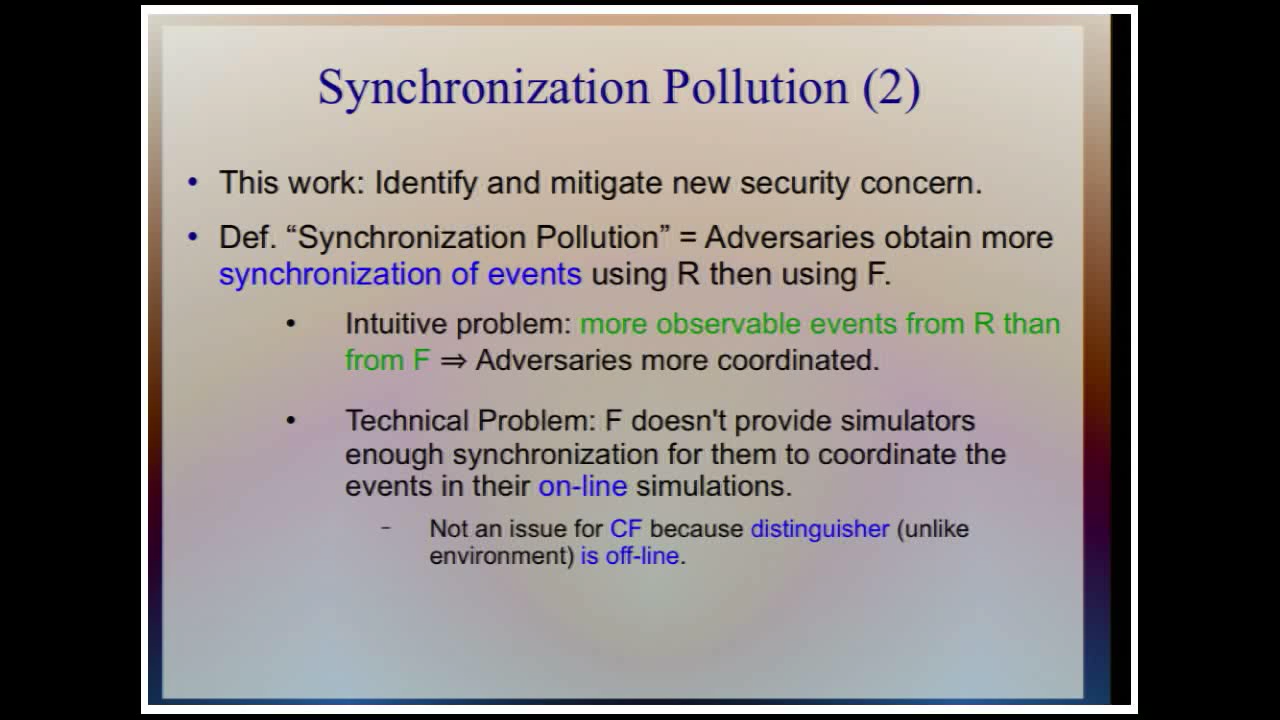 Synchronization Pollution (2)
• This work: Identify and mitigate new security concern.
• Def. “Synchronization Pollution” = Adversaries obtain more
synchronization of events using R then using F.
• Intuitive problem: more observable events from R than
from F ⇒ Adversaries more coordinated.
• Technical Problem: F doesn't provide simulators
enough synchronization for them to coordinate the
events in their on-line simulations.
– Not an issue for CF because distinguisher (unlike
environment) is off-line.